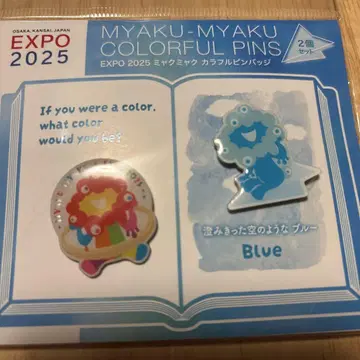 OSAKA, KANSAI, JAPAN
EXPO
2025
MYAKU-MYAKU
COLORFUL PINS
EXPO 2025 ミャクミャク カラフルピンバッジ
2個
セット
If you were a color,
what color
would you be?
澄みきった空のような ブルー
Blue